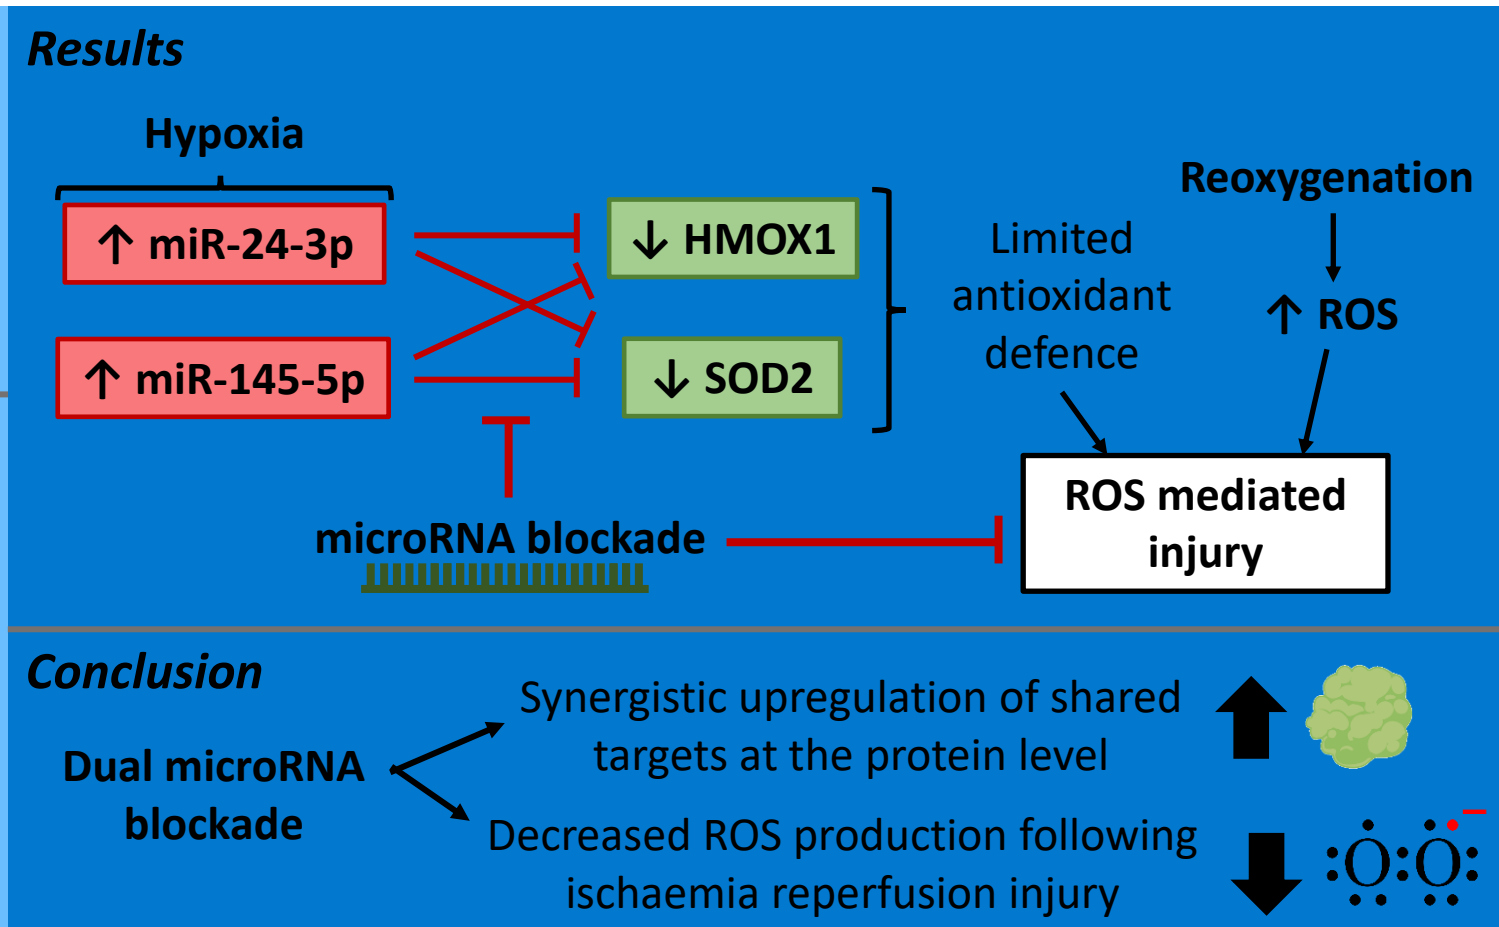 Results
Hypoxia
↑ miR-24-3p
↑ miR-145-5p
↓ HMOX1
↓ SOD2
Limited
antioxidant
defence
Reoxygenation
↑ ROS
ROS mediated
injury
microRNA blockade
Conclusion
Dual microRNA
blockade
Synergistic upregulation of shared
targets at the protein level
Decreased ROS production following
ischaemia reperfusion injury
:O:O: